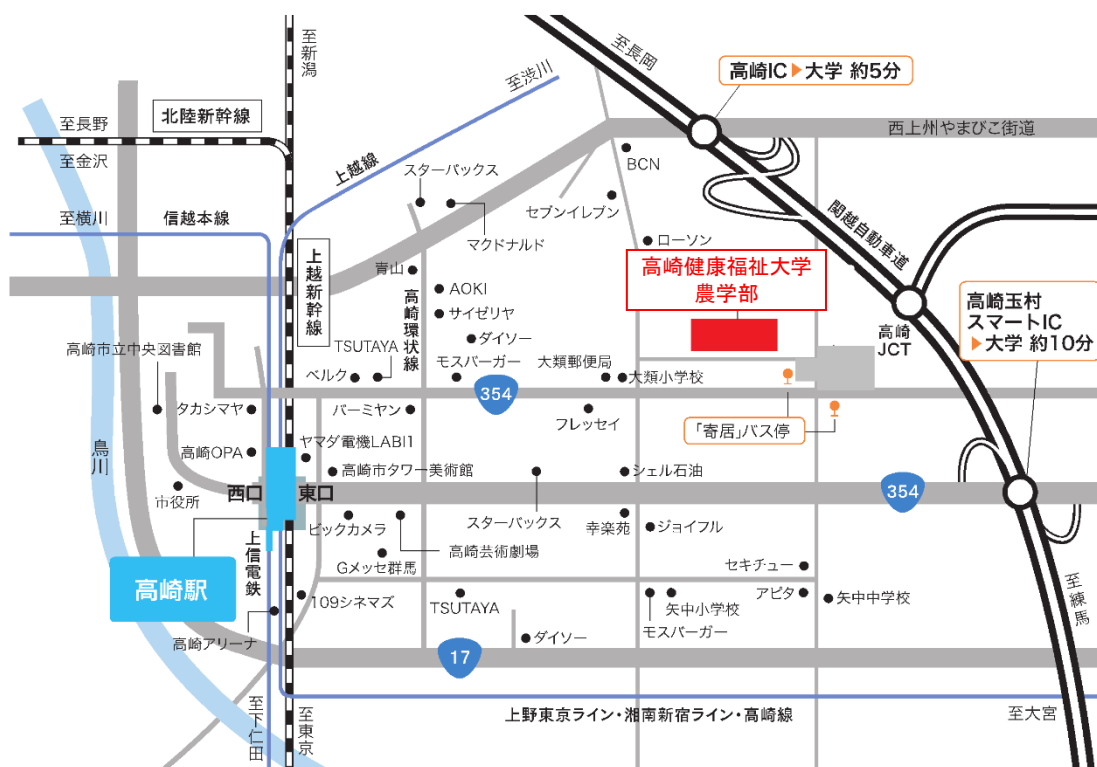 至新潟
至長岡
高崎IC▶大学 約5分
至渋川
北陸新幹線
至長野
至金沢
西上州やまびこ街道
上越線
スターバックス
BCN
セブンイレブン
至横川
信越本線
マクドナルド
関越自動車道
ローソン
上越新幹線
青山
高崎環状線
AOKI
サイゼリヤ
ダイソー
高崎健康福祉大学
農学部
高崎
JCT
高崎玉村
スマートIC
▶大学 約10分
高崎市立中央図書館
TSUTAYA
ベルク
モスバーガー
大類郵便局
大類小学校
354
タカシマヤ
バーミヤン
フレッセイ
「寄居」バス停
烏川
高崎OPA
ヤマダ電機LABI1
高崎市タワー美術館
シェル石油
市役所
西口
東口
354
ビックカメラ
スターバックス
幸楽苑
ジョイフル
上信電鉄
高崎芸術劇場
Gメッセ群馬
セキチュー
高崎駅
109シネマズ
TSUTAYA
矢中小学校
アピタ
矢中中学校
至練馬
高崎アリーナ
ダイソー
モスバーガー
17
至下仁田
至東京
上野東京ライン・湘南新宿ライン・高崎線
至大宮